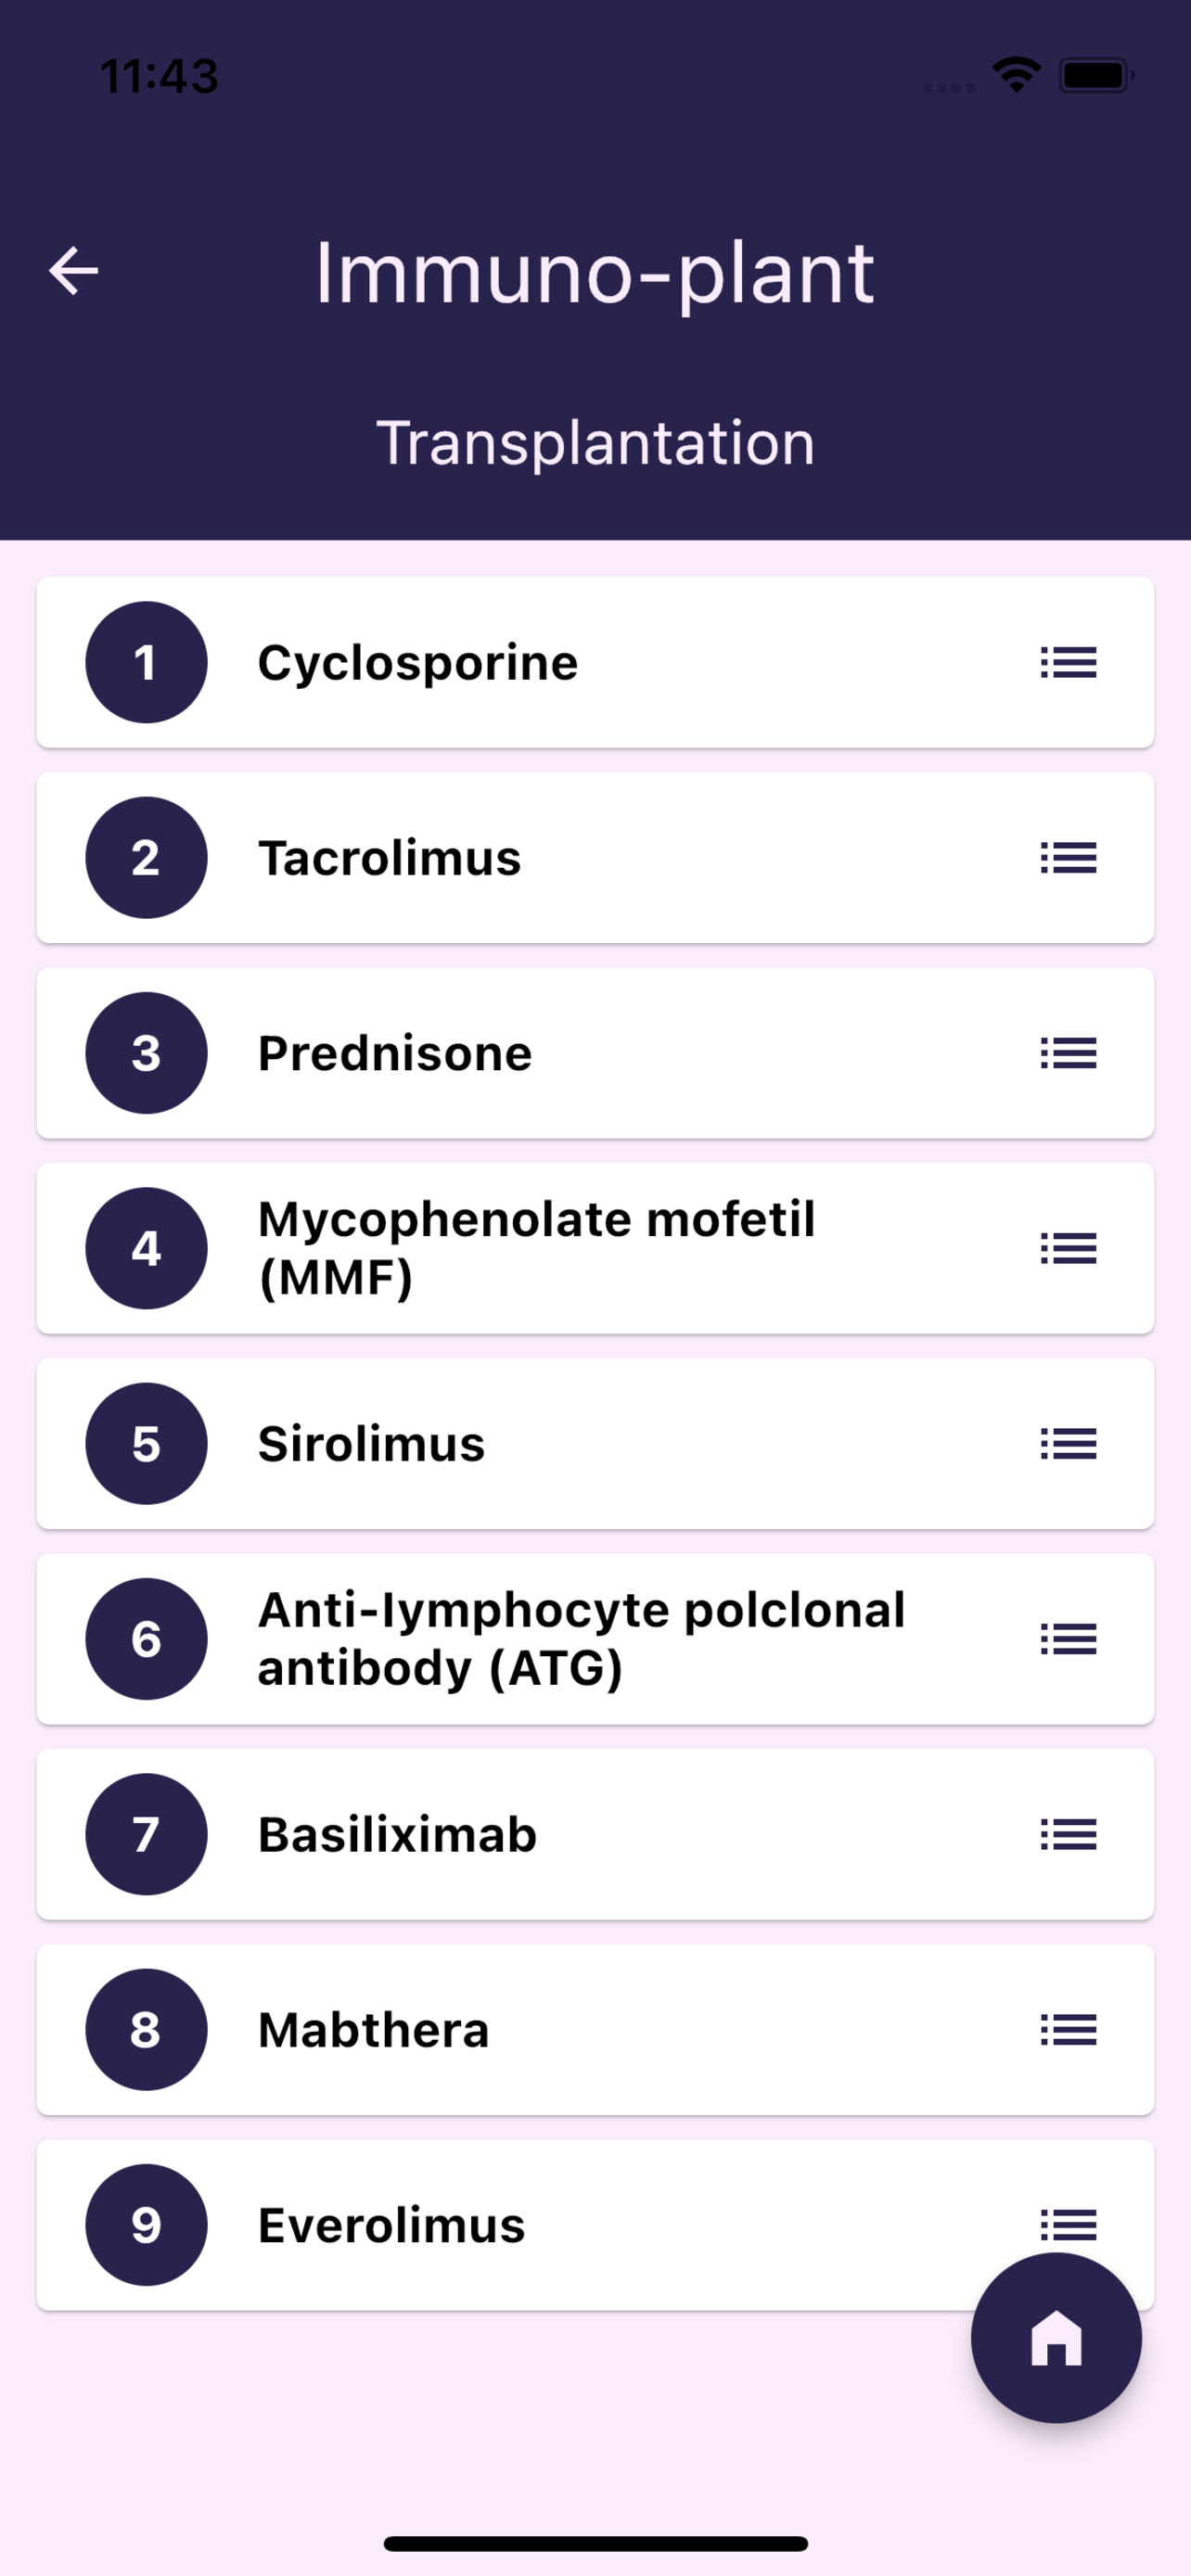 11:43
Immuno-plant
Transplantation
1 Cyclosporine
2 Tacrolimus
3 Prednisone
4 Mycophenolate mofetil
(MMF)
5 Sirolimus
6 Anti-lymphocyte polclonal
antibody (ATG)
7 Basiliximab
8 Mabthera
9 Everolimus